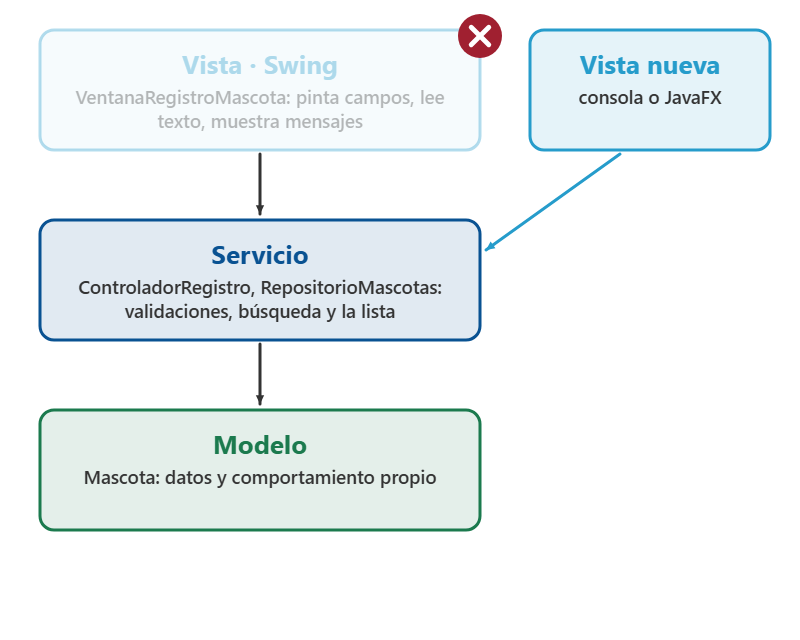 Vista · Swing
VentanaRegistroMascota: pinta campos, lee
texto, muestra mensajes
Vista nueva
consola o JavaFX
Servicio
ControladorRegistro, RepositorioMascotas:
validaciones, búsqueda y la lista
Modelo
Mascota: datos y comportamiento propio